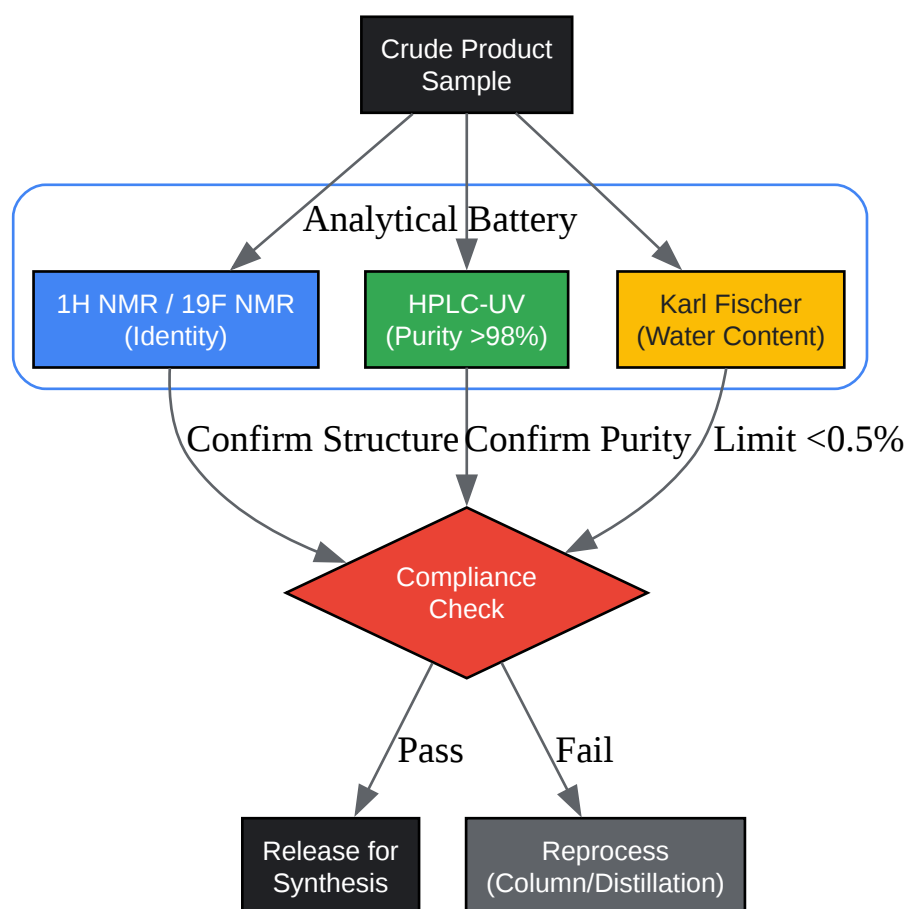 Crude Product
Sample
Analytical Battery
1H NMR / 19F NMR
(Identity)
HPLC-UV
(Purity >98%)
Karl Fischer
(Water Content)
Confirm Structure
Confirm Purity
Limit <0.5%
Compliance
Check
Pass
Fail
Release for
Synthesis
Reprocess
(Column/Distillation)